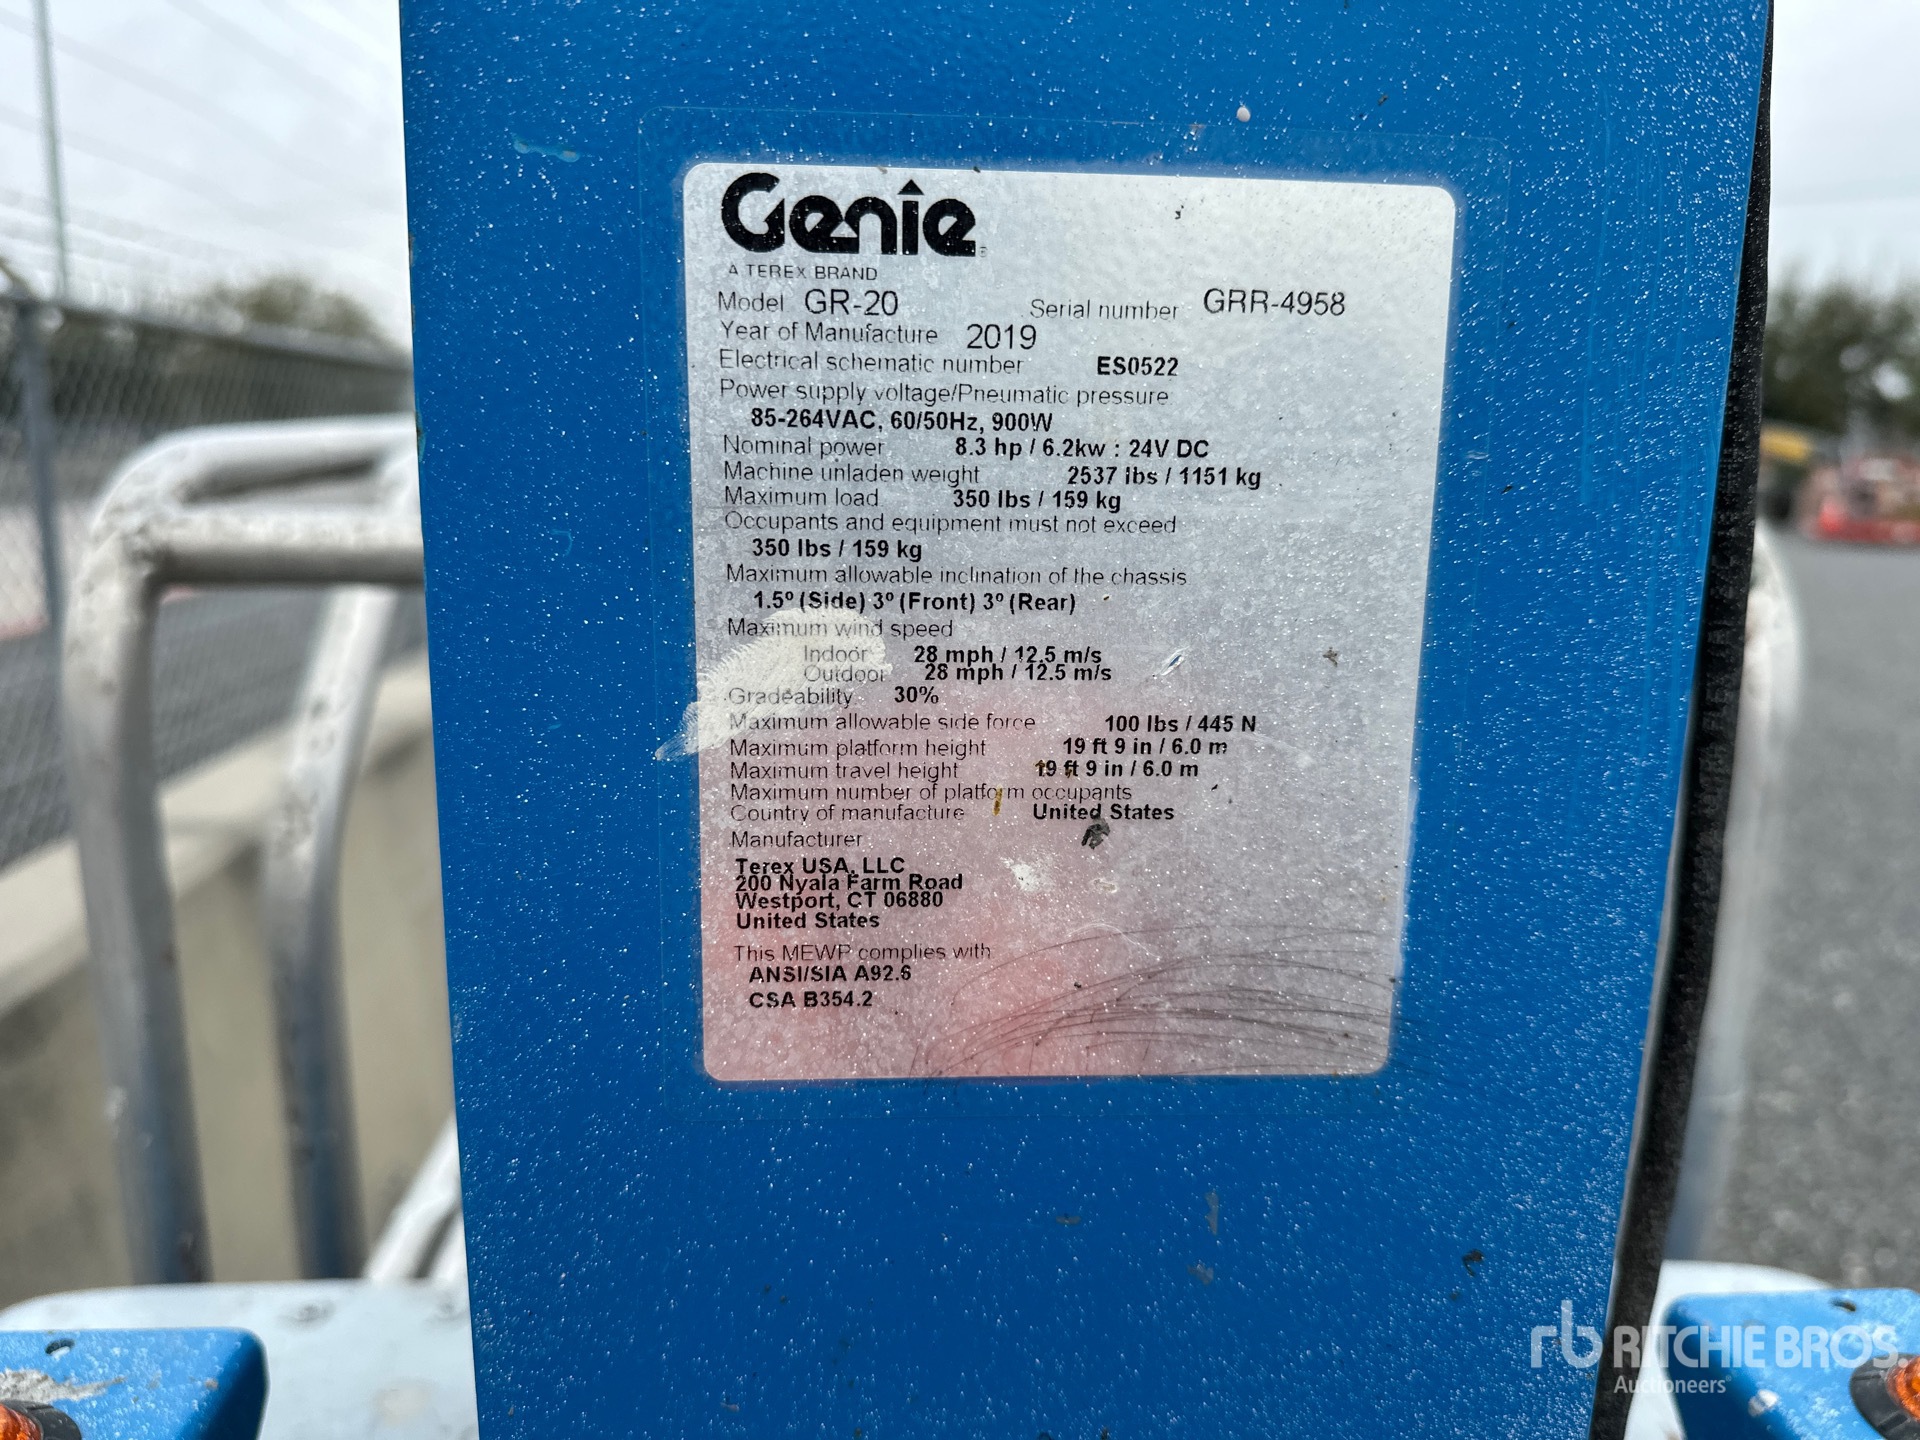 Genie
A TEREX BRAND
Model GR-20 Serial number GRR-4958
Year of Manufacture 2019
Electrical schematic number ES0522
Power supply voltage/Pneumatic pressure
85-264VAC, 60/50Hz, 900W
Nominal power 8.3 hp / 6.2kw : 24V DC
Machine unladen weight 2537 lbs / 1151 kg
Maximum load 350 lbs / 159 kg
Occupants and equipment must not exceed
350 lbs / 159 kg
Maximum allowable inclination of the chassis
1.5º (Side) 3º (Front) 3º (Rear)
Maximum wind speed
Indoor 28 mph / 12.5 m/s
Outdoor 28 mph / 12.5 m/s
Gradeability 30%
Maximum allowable side force 100 lbs / 445 N
Maximum platform height 19 ft 9 in / 6.0 m
Maximum travel height 19 ft 9 in / 6.0 m
Maximum number of platform occupants
Country of manufacture United States
Manufacturer
Terex USA, LLC
200 Nyala Farm Road
Westport, CT 06880
United States
This MEWP complies with
ANSI/SIA A92.6
CSA B354.2
rb RITCHIE BROS.
Auctioneers